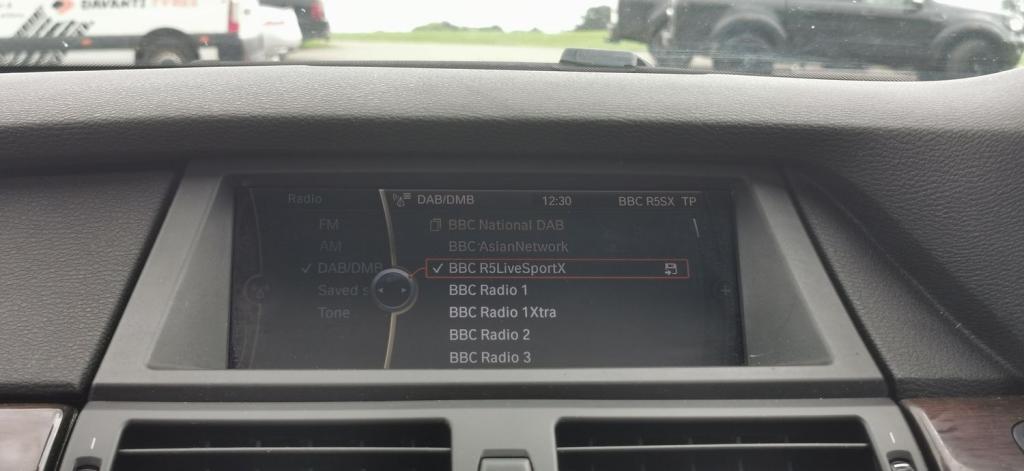 DAVANTI TYRES
Radio
DAB/DMB 12:30 BBC R5SX TP
FM
BBC National DAB
AM
BBC AsianNetwork
DAB/DMB
BBC R5LiveSportX
Saved s
BBC Radio 1
Tone
BBC Radio 1Xtra
BBC Radio 2
BBC Radio 3